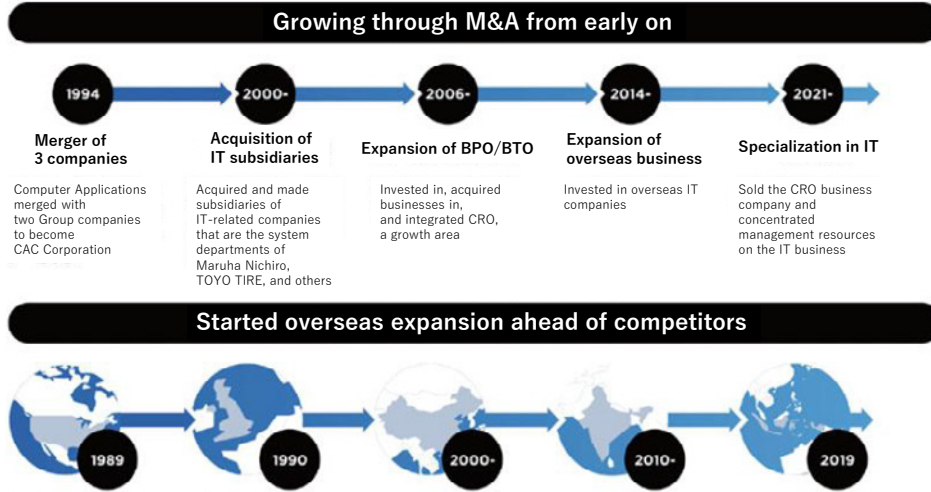 Growing through M&A from early on
1994
2000-
2006-
2014-
2021-
Merger of
3 companies
Computer Applications
merged with
two Group companies
to become
CAC Corporation
Acquisition of
IT subsidiaries
Acquired and made
subsidiaries of
IT-related companies
that are the system
departments of
Maruha Nichiro,
TOYO TIRE, and others
Expansion of BPO/BTO
Invested in, acquired
businesses in,
and integrated CRO,
a growth area
Expansion of
overseas business
Invested in overseas IT
companies
Specialization in IT
Sold the CRO business
company and
concentrated
management resources
on the IT business
Started overseas expansion ahead of competitors
1989
1990
2000-
2010-
2019